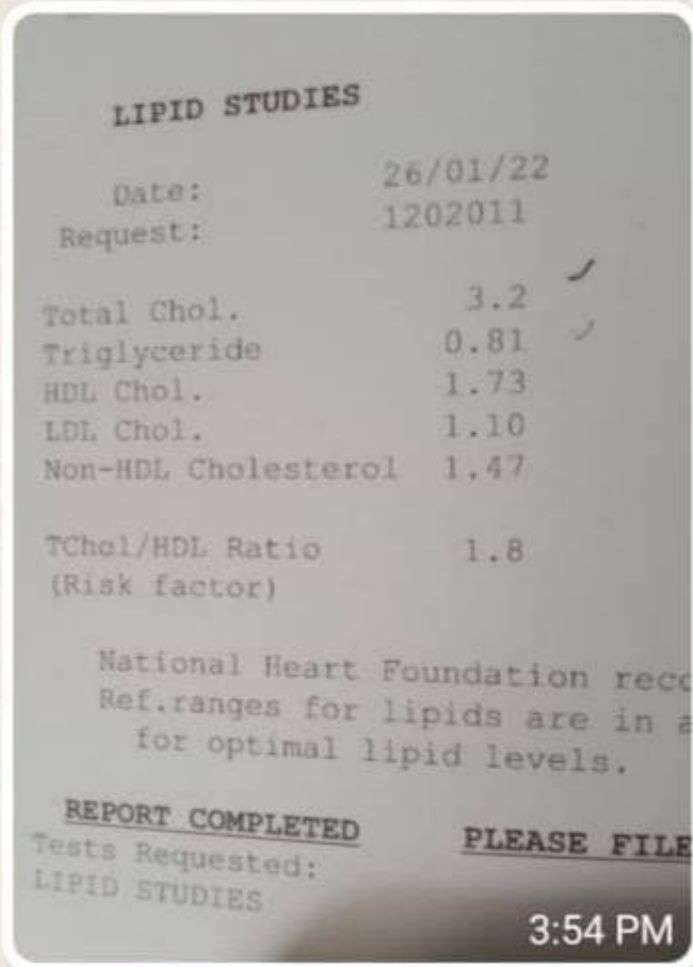 LIPID STUDIES
Date: 26/01/22
Request: 1202011
Total Chol. 3.2
Triglyceride 0.81
HDL Chol. 1.73
LDL Chol. 1.10
Non-HDL Cholesterol 1.47
TChol/HDL Ratio 1.8
(Risk factor)
National Heart Foundation reco
Ref.ranges for lipids are in a
for optimal lipid levels.
REPORT COMPLETED PLEASE FILE
Tests Requested:
LIPID STUDIES
3:54 PM